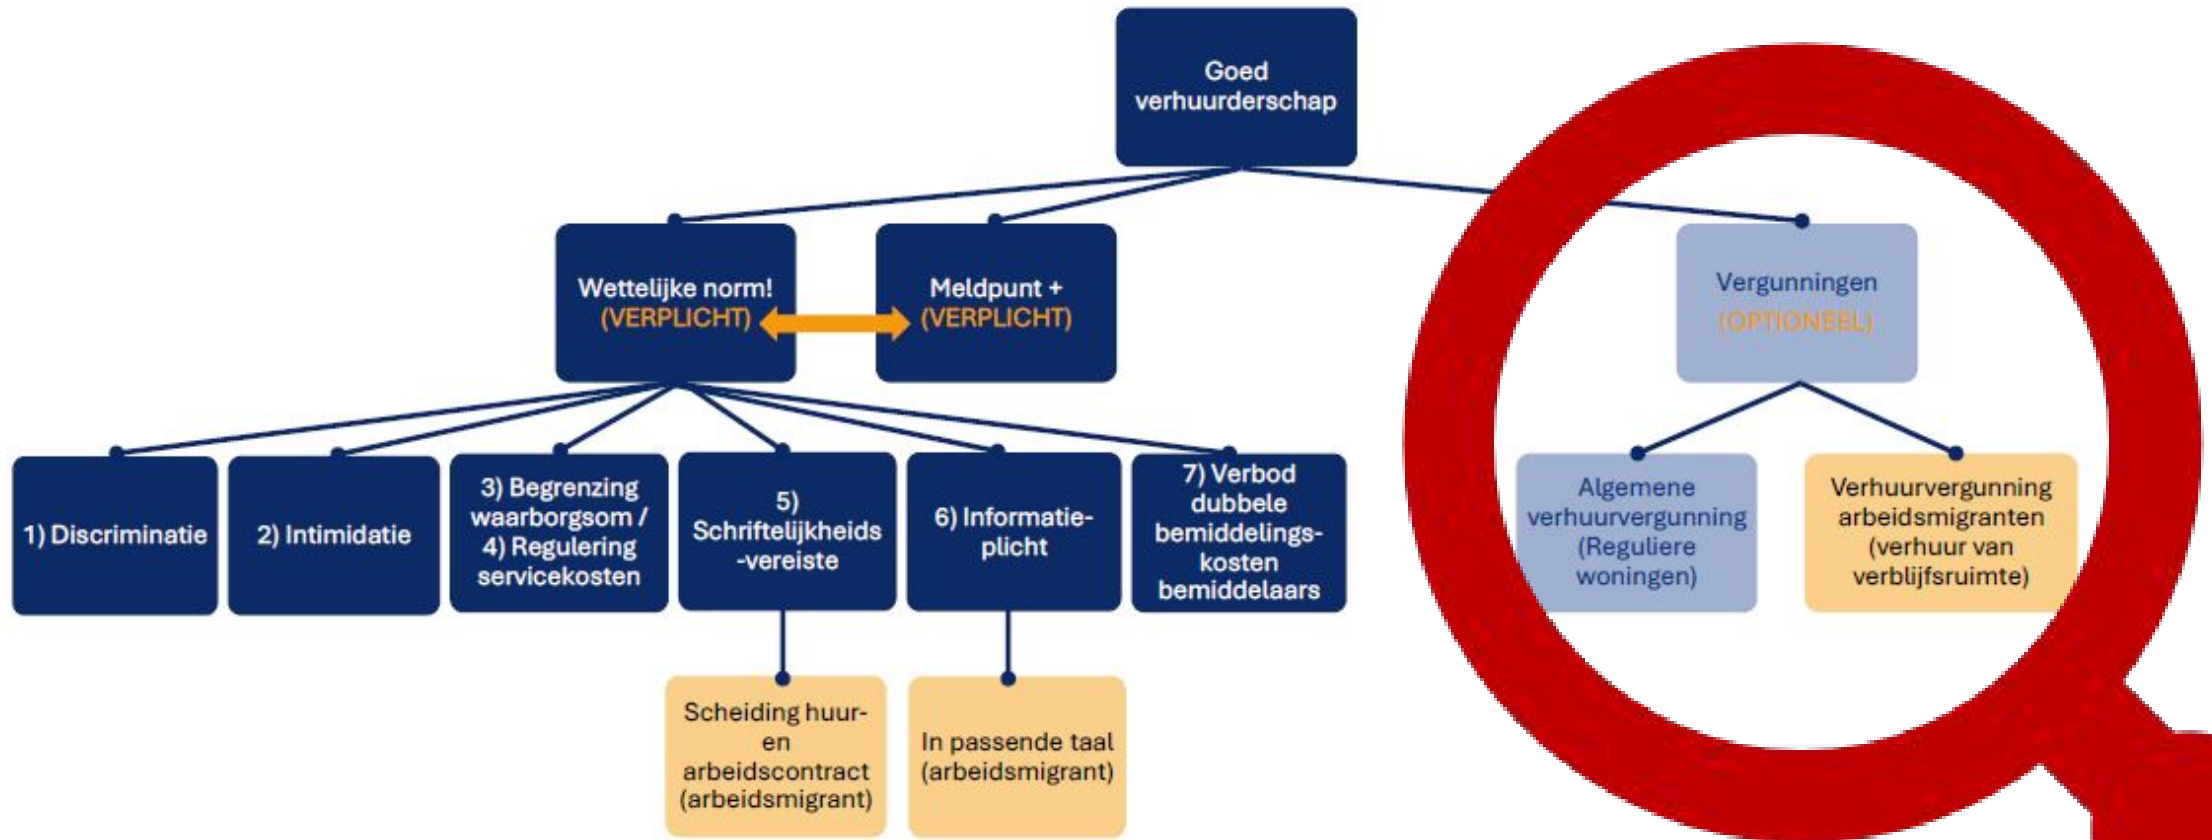 Goed
verhuurderschap
Wettelijke norm!
(VERPLICHT)
Meldpunt +
(VERPLICHT)
Vergunningen
(OPTIONEEL)
1) Discriminatie
2) Intimidatie
3) Begrenzing
waarborgsom /
4) Regulering
servicekosten
5)
Schriftelijkheids
-vereiste
6) Informatie-
plicht
7) Verbod
dubbele
bemiddelings-
kosten
bemiddelaars
Algemene
verhuurvergunning
(Reguliere
woningen)
Verhuurvergunning
arbeidsmigranten
(verhuur van
verblijfsruimte)
Scheiding huur-
en
arbeidscontract
(arbeidsmigrant)
In passende taal
(arbeidsmigrant)